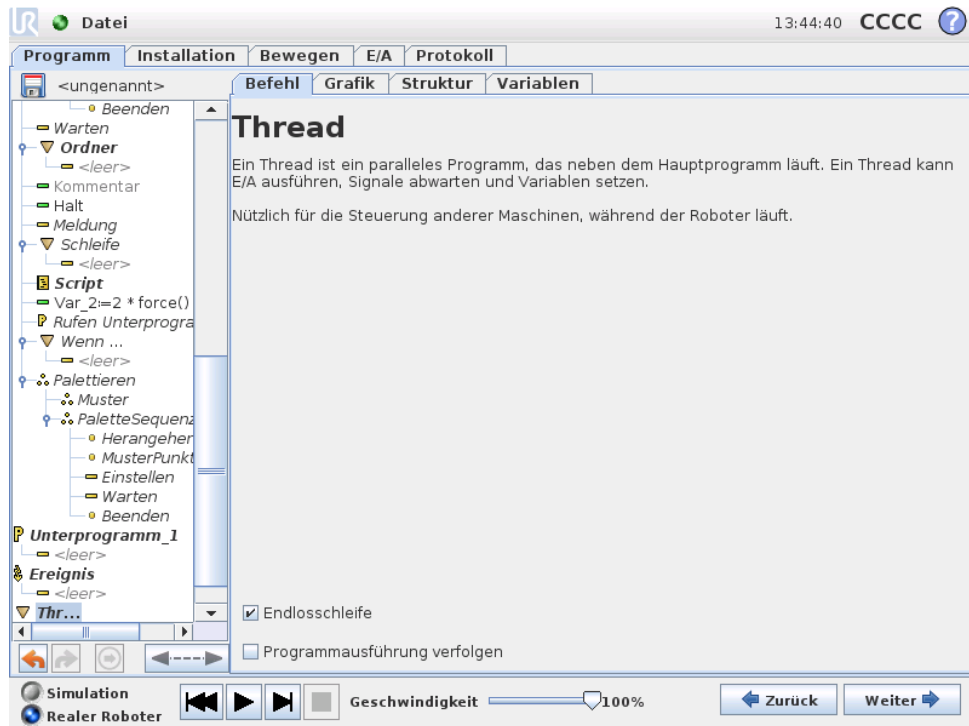 UR Datei 13:44:40 CCCC ?
Programm Installation Bewegen E/A Protokoll
<ungenannt>
Befehl Grafik Struktur Variablen
Beenden
Warten
Ordner
<leer>
Kommentar
Halt
Meldung
Schleife
<leer>
Script
Var_2:=2 * force()
Rufen Unterprogra
Wenn ...
<leer>
Palettieren
Muster
PaletteSequenz
Herangehen
MusterPunkt
Einstellen
Warten
Beenden
P Unterprogramm_1
<leer>
Ereignis
<leer>
Thr...
Thread
Ein Thread ist ein paralleles Programm, das neben dem Hauptprogramm läuft. Ein Thread kann
E/A ausführen, Signale abwarten und Variablen setzen.
Nützlich für die Steuerung anderer Maschinen, während der Roboter läuft.
Endlosschleife
Programmausführung verfolgen
Simulation
Realer Roboter
Geschwindigkeit 100%
Zurück Weiter